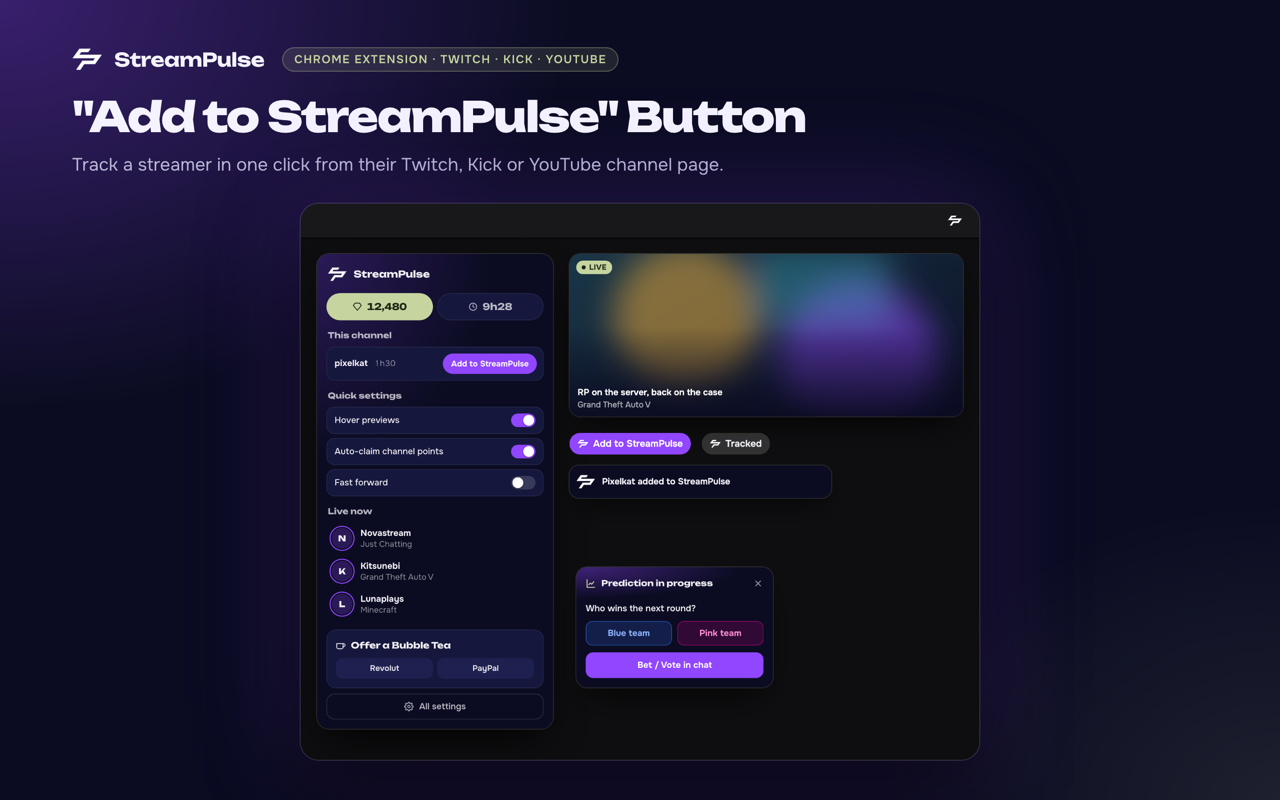 StreamPulse
CHROME EXTENSION · TWITCH · KICK · YOUTUBE
"Add to StreamPulse" Button
Track a streamer in one click from their Twitch, Kick or YouTube channel page.
StreamPulse
12,480
9h28
This channel
pixelkat 1h30
Add to StreamPulse
Quick settings
Hover previews
Auto-claim channel points
Fast forward
Live now
N
Novastream
Just Chatting
K
Kitsunebi
Grand Theft Auto V
L
Lunaplays
Minecraft
Offer a Bubble Tea
Revolut
PayPal
All settings
LIVE
RP on the server, back on the case
Grand Theft Auto V
Add to StreamPulse
Tracked
Pixelkat added to StreamPulse
Prediction in progress
Who wins the next round?
Blue team
Pink team
Bet / Vote in chat